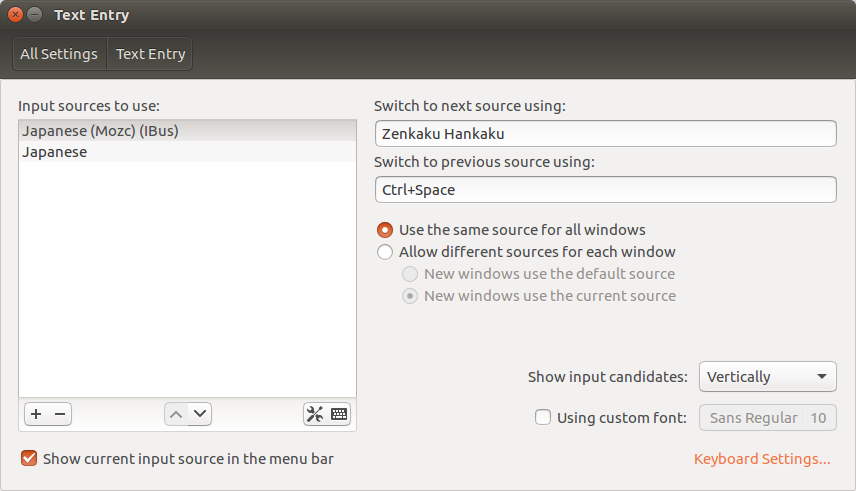 Text Entry
All Settings
Text Entry
Input sources to use:
Japanese (Mozc) (IBus)
Japanese
Switch to next source using:
Zenkaku Hankaku
Switch to previous source using:
Ctrl+Space
Use the same source for all windows
Allow different sources for each window
New windows use the default source
New windows use the current source
Show input candidates:
Vertically
Using custom font:
Sans Regular
10
Show current input source in the menu bar
Keyboard Settings...